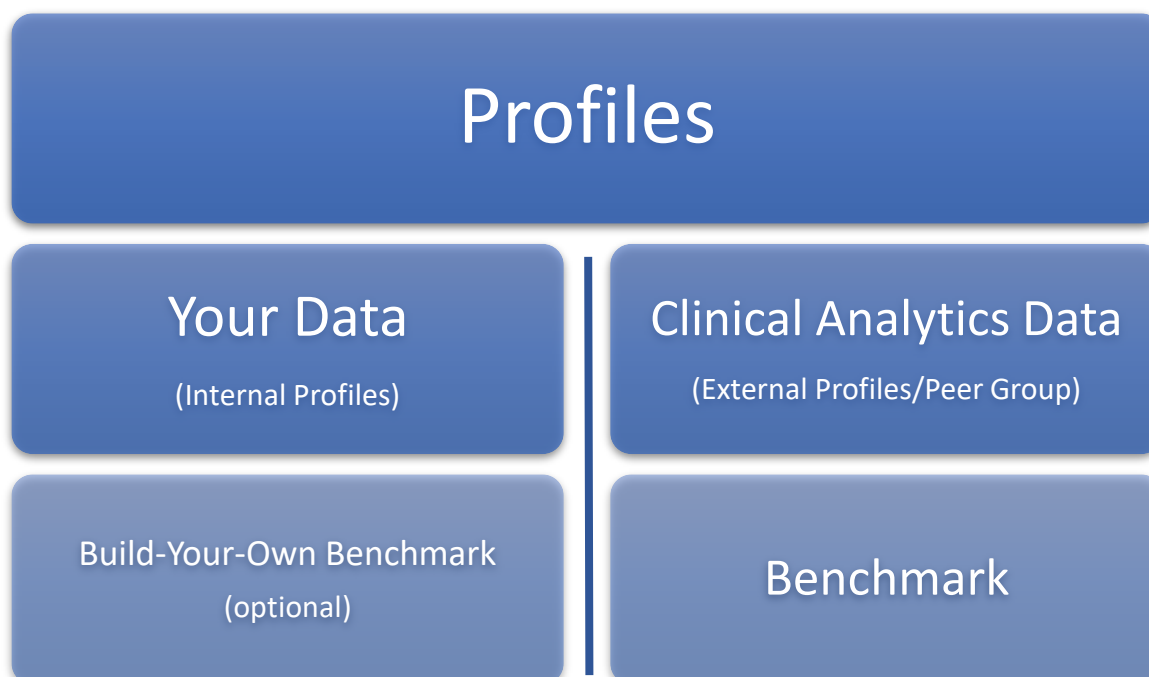 Profiles
Your Data
(Internal Profiles)
Clinical Analytics Data
(External Profiles/Peer Group)
Build-Your-Own Benchmark
(optional)
Benchmark